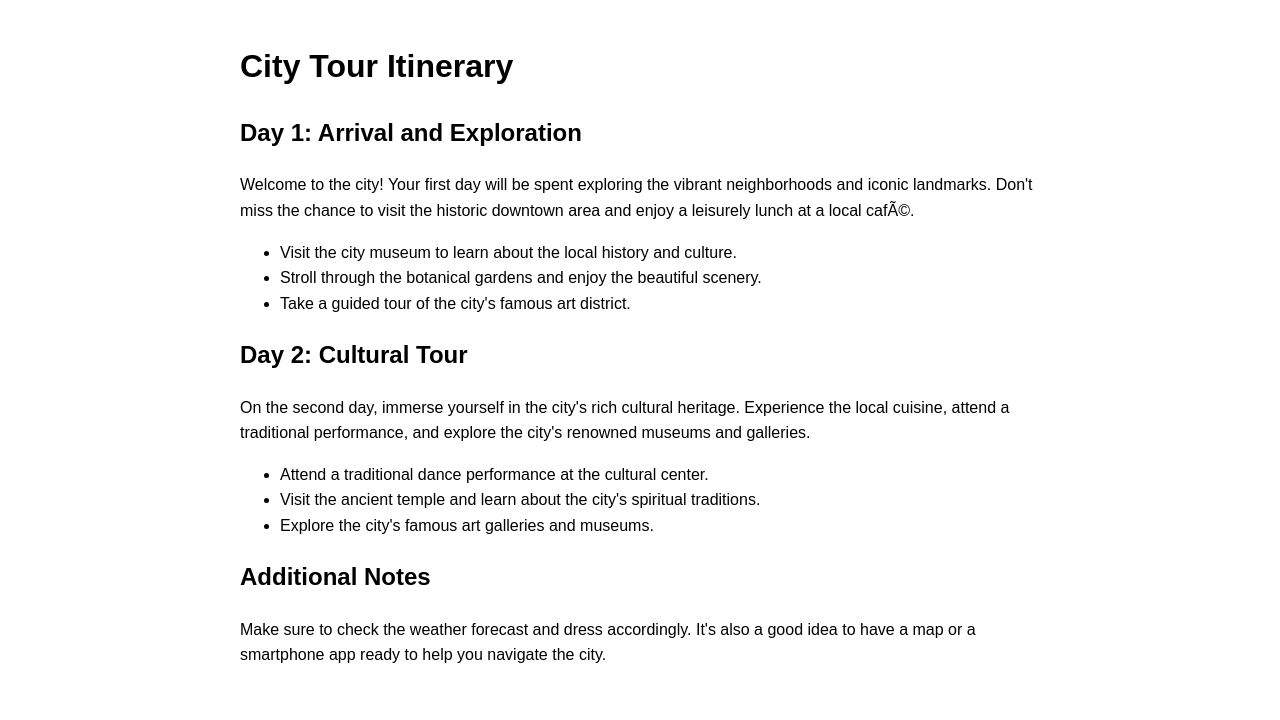 City Tour Itinerary
Day 1: Arrival and Exploration
Welcome to the city! Your first day will be spent exploring the vibrant neighborhoods and iconic landmarks. Don't
miss the chance to visit the historic downtown area and enjoy a leisurely lunch at a local cafÃ©.
Visit the city museum to learn about the local history and culture.
Stroll through the botanical gardens and enjoy the beautiful scenery.
Take a guided tour of the city's famous art district.
Day 2: Cultural Tour
On the second day, immerse yourself in the city's rich cultural heritage. Experience the local cuisine, attend a
traditional performance, and explore the city's renowned museums and galleries.
Attend a traditional dance performance at the cultural center.
Visit the ancient temple and learn about the city's spiritual traditions.
Explore the city's famous art galleries and museums.
Additional Notes
Make sure to check the weather forecast and dress accordingly. It's also a good idea to have a map or a
smartphone app ready to help you navigate the city.